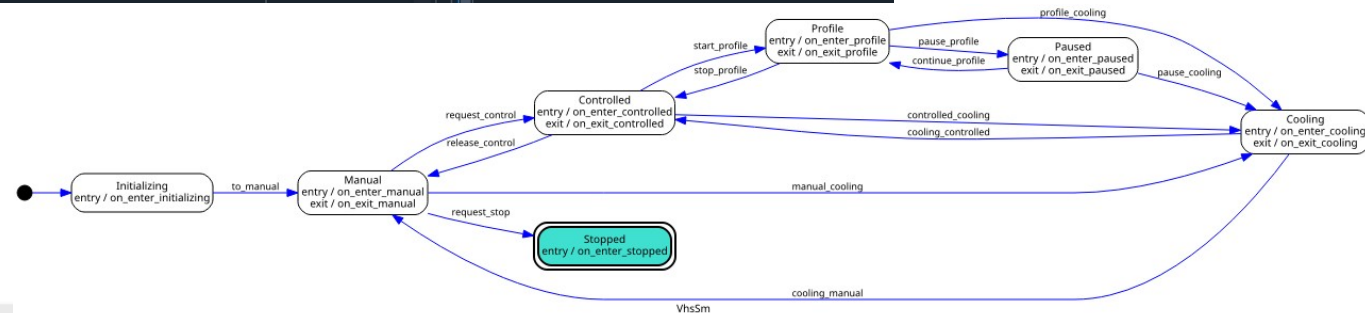 profile_cooling
Profile
entry / on_enter_profile
exit / on_exit_profile
start_profile
pause_profile
Paused
entry / on_enter_paused
exit / on_exit_paused
stop_profile
continue_profile
pause_cooling
Controlled
entry / on_enter_controlled
exit / on_exit_controlled
request_control
controlled_cooling
Cooling
entry / on_enter_cooling
exit / on_exit_cooling
release_control
cooling_controlled
Initializing
entry / on_enter_initializing
to_manual
Manual
entry / on_enter_manual
exit / on_exit_manual
manual_cooling
request_stop
Stopped
entry / on_enter_stopped
cooling_manual
VhsSm